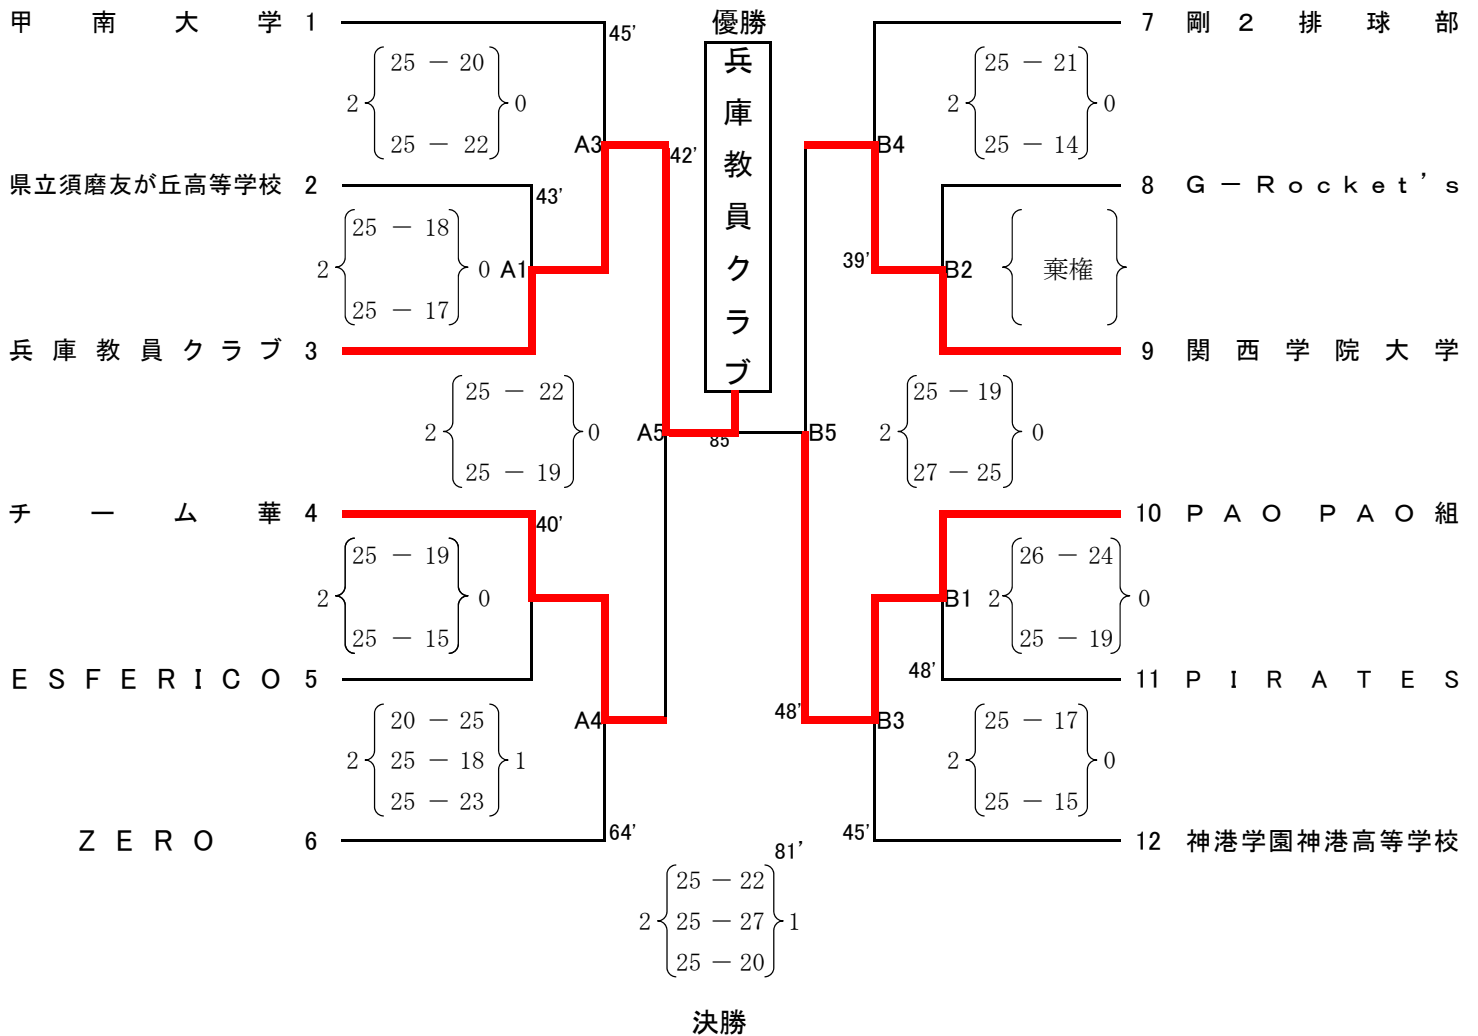 優勝
兵庫教員クラブ
甲南大学 1
45'
25 － 20
2 0
25 － 22
A3
42'
県立須磨友が丘高等学校 2
43'
25 － 18
2 0 A1
25 － 17
兵庫教員クラブ 3
25 － 22
2 0 A5
25 － 19
85
チーム華 4
40'
25 － 19
2 0
25 － 15
ESFERICO 5
20 － 25
2 25 － 18 1
25 － 23
A4
ZERO 6
64'
7 剛2排球部
25 － 21
2 0
25 － 14
B4
8 G－Rocket's
39'
B2 棄権
9 関西学院大学
25 － 19
B5 2 0
27 － 25
10 PAO PAO組
26 － 24
B1 2 0
25 － 19
48'
11 PIRATES
48'
B3
25 － 17
2 0
25 － 15
45'
12 神港学園神港高等学校
81'
25 － 22
2 25 － 27 1
25 － 20
決勝